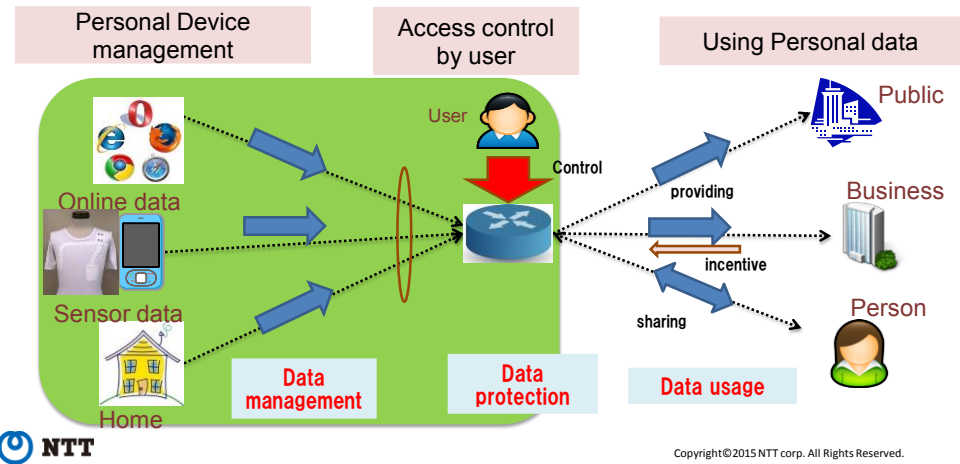 Personal Device
management
Access control
by user
Using Personal data
User
Control
Online data
Sensor data
Home
Data
management
Data
protection
providing
incentive
sharing
Data usage
Public
Business
Person
NTT
Copyright©2015 NTT corp. All Rights Reserved.